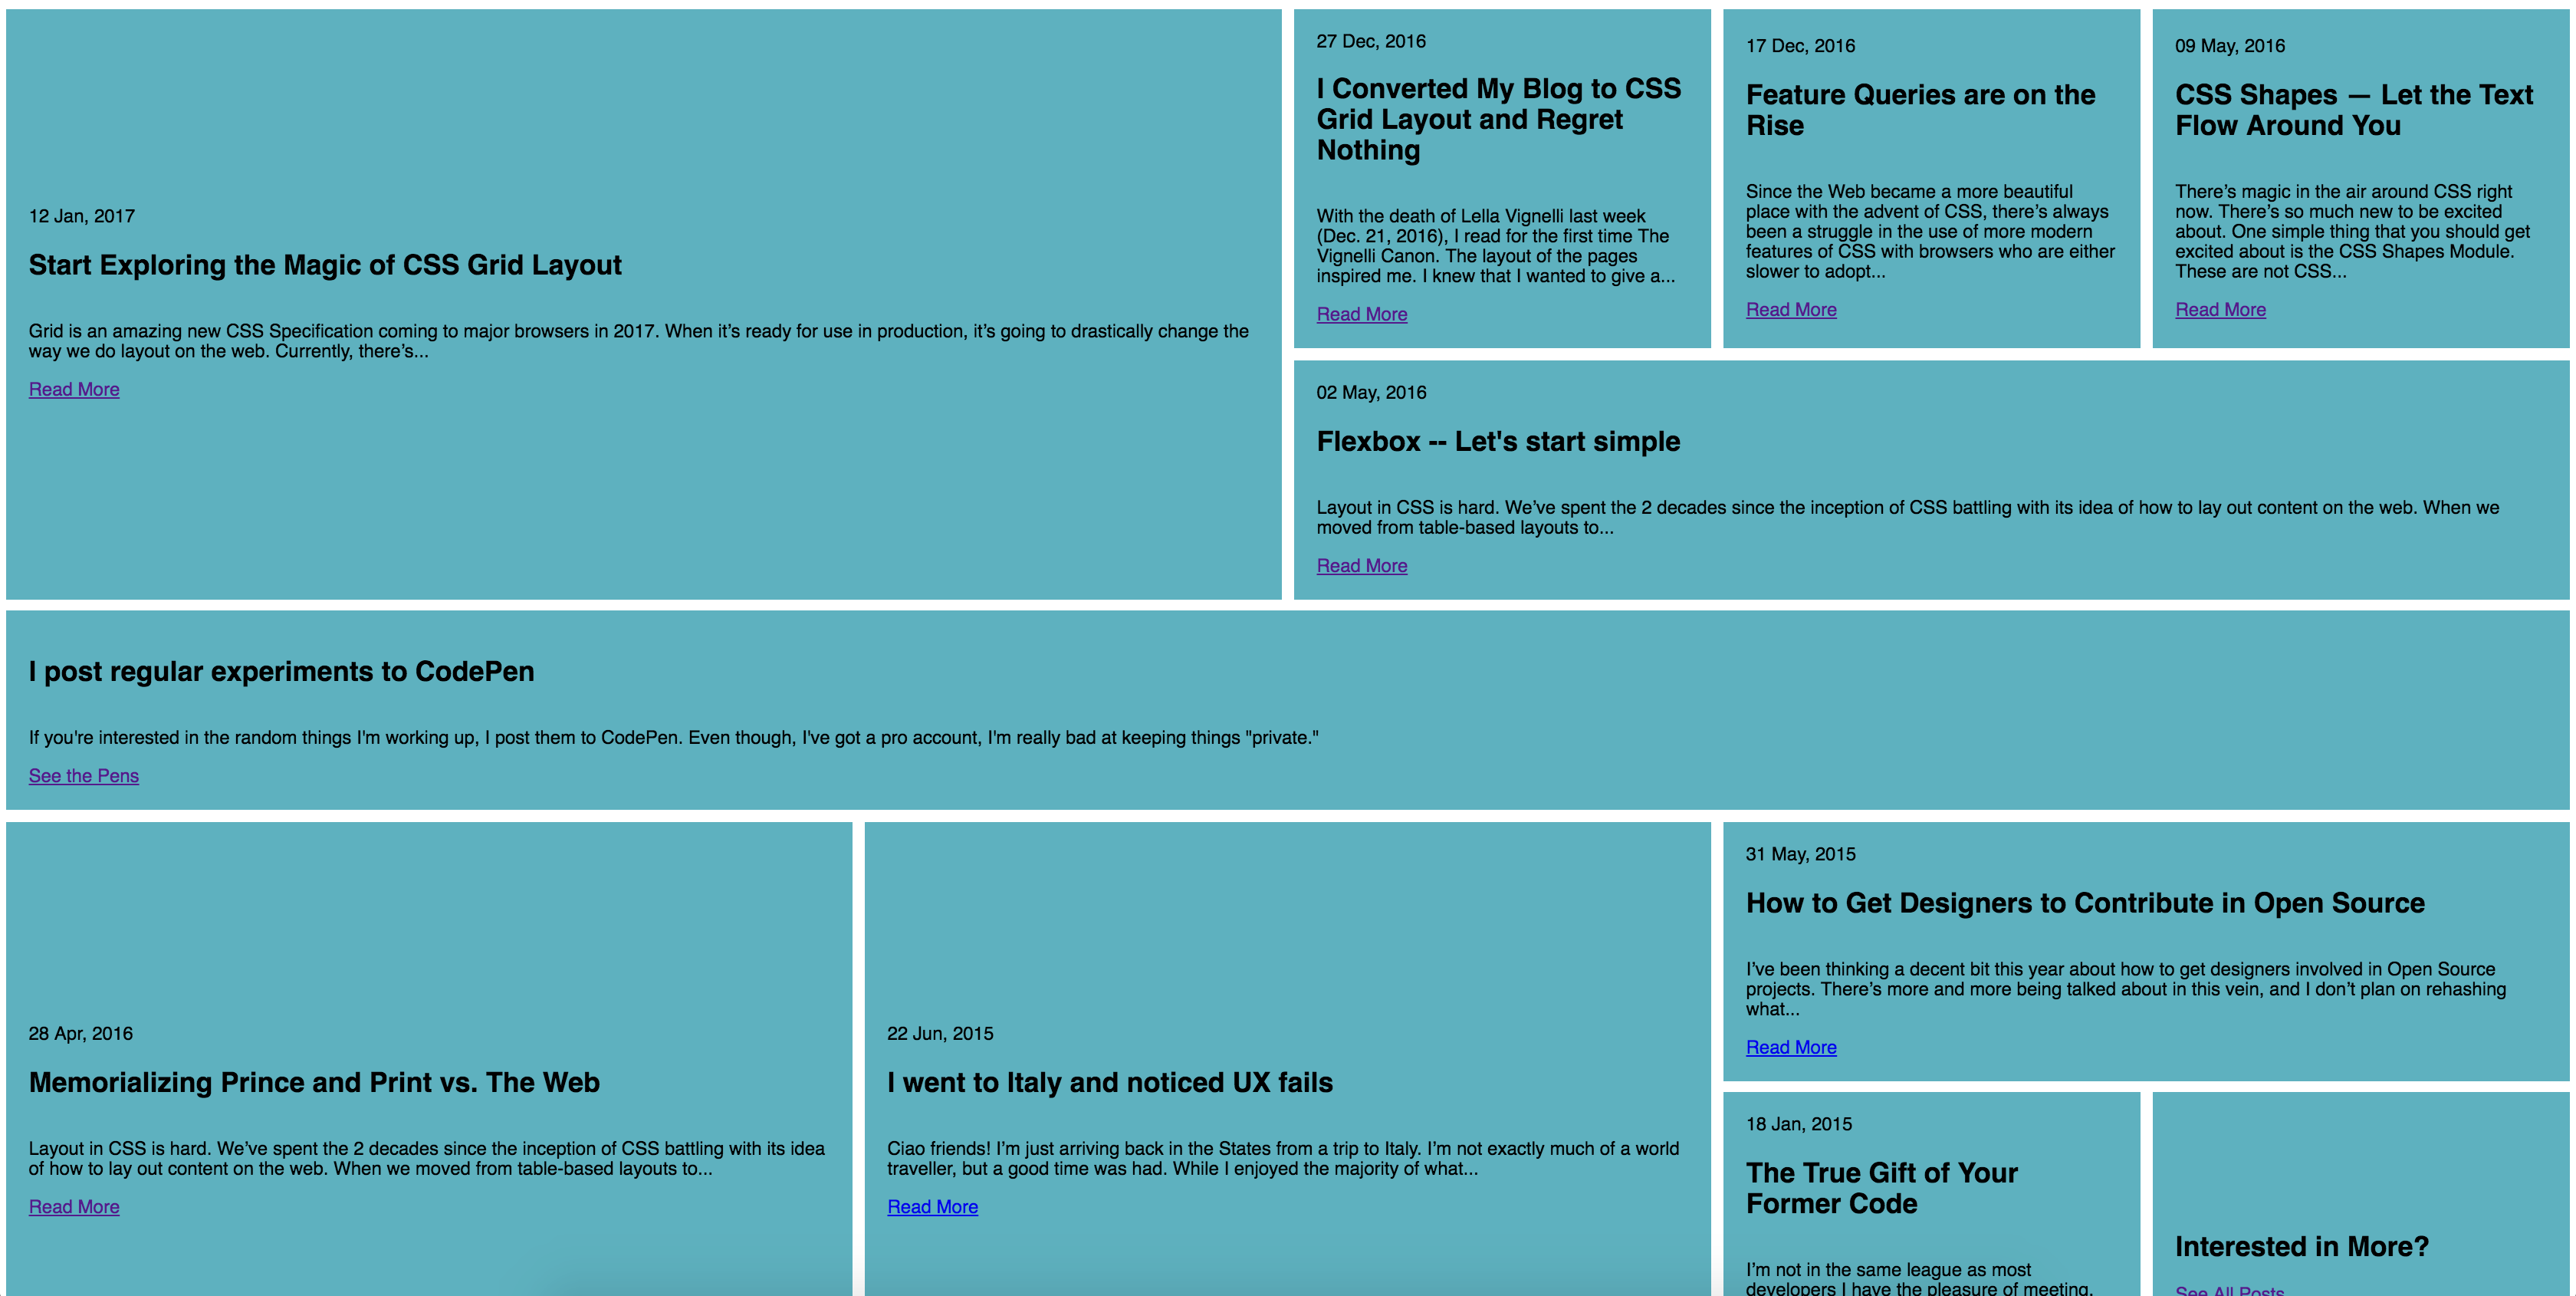 12 Jan, 2017
Start Exploring the Magic of CSS Grid Layout
Grid is an amazing new CSS Specification coming to major browsers in 2017. When it’s ready for use in production, it’s going to drastically change the
way we do layout on the web. Currently, there’s...
Read More
27 Dec, 2016
I Converted My Blog to CSS
Grid Layout and Regret
Nothing
With the death of Lella Vignelli last week
(Dec. 21, 2016), I read for the first time The
Vignelli Canon. The layout of the pages
inspired me. I knew that I wanted to give a...
Read More
17 Dec, 2016
Feature Queries are on the
Rise
Since the Web became a more beautiful
place with the advent of CSS, there’s always
been a struggle in the use of more modern
features of CSS with browsers who are either
slower to adopt...
Read More
09 May, 2016
CSS Shapes — Let the Text
Flow Around You
There’s magic in the air around CSS right
now. There’s so much new to be excited
about. One simple thing that you should get
excited about is the CSS Shapes Module.
These are not CSS...
Read More
02 May, 2016
Flexbox -- Let's start simple
Layout in CSS is hard. We’ve spent the 2 decades since the inception of CSS battling with its idea of how to lay out content on the web. When we
moved from table-based layouts to...
Read More
I post regular experiments to CodePen
If you're interested in the random things I'm working up, I post them to CodePen. Even though, I've got a pro account, I'm really bad at keeping things "private."
See the Pens
28 Apr, 2016
Memorializing Prince and Print vs. The Web
Layout in CSS is hard. We’ve spent the 2 decades since the inception of CSS battling with its idea
of how to lay out content on the web. When we moved from table-based layouts to...
Read More
22 Jun, 2015
I went to Italy and noticed UX fails
Ciao friends! I’m just arriving back in the States from a trip to Italy. I’m not exactly much of a world
traveller, but a good time was had. While I enjoyed the majority of what...
Read More
31 May, 2015
How to Get Designers to Contribute in Open Source
I’ve been thinking a decent bit this year about how to get designers involved in Open Source
projects. There’s more and more being talked about in this vein, and I don’t plan on rehashing
what...
Read More
18 Jan, 2015
The True Gift of Your
Former Code
I’m not in the same league as most
developers I have the pleasure of meeting.
Interested in More?
See All Posts